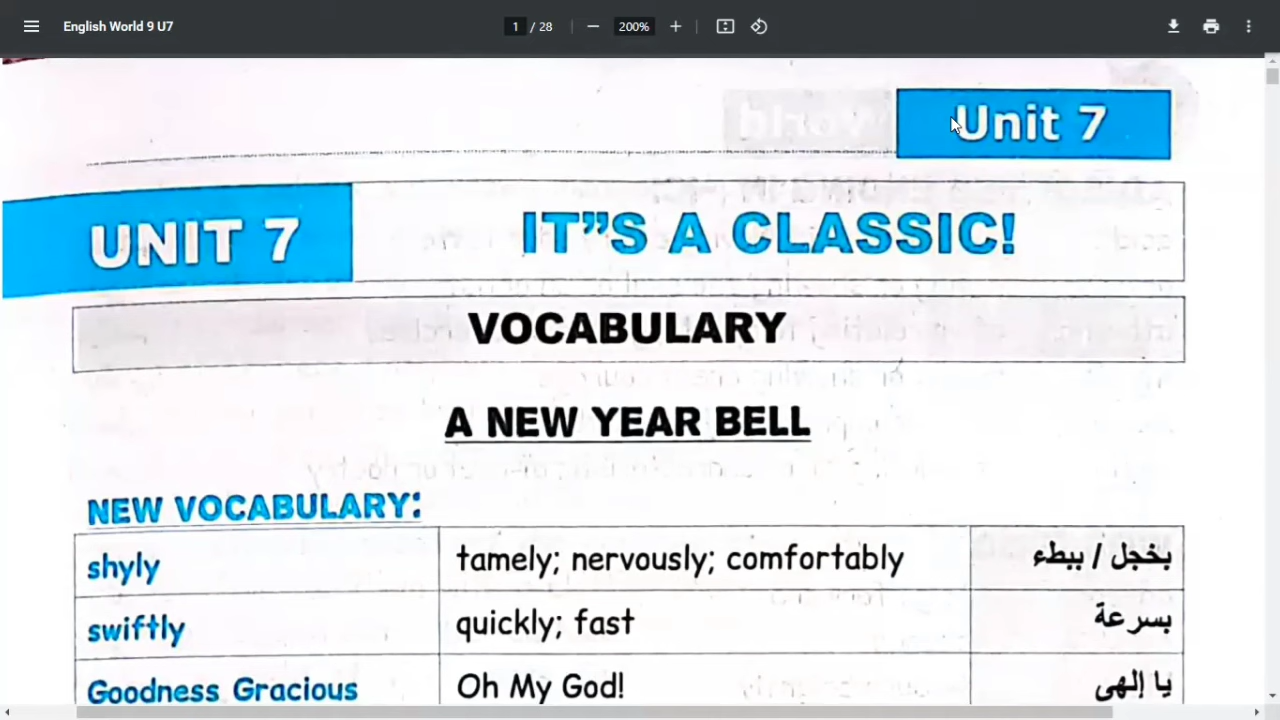 English World 9 U7
1 / 28
200%
Unit 7
UNIT 7
IT”S A CLASSIC!
VOCABULARY
A NEW YEAR BELL
NEW VOCABULARY:
shyly tamely; nervously; comfortably بخجل / ببطء
swiftly quickly; fast بسرعة
Goodness Gracious Oh My God! يا إلهى